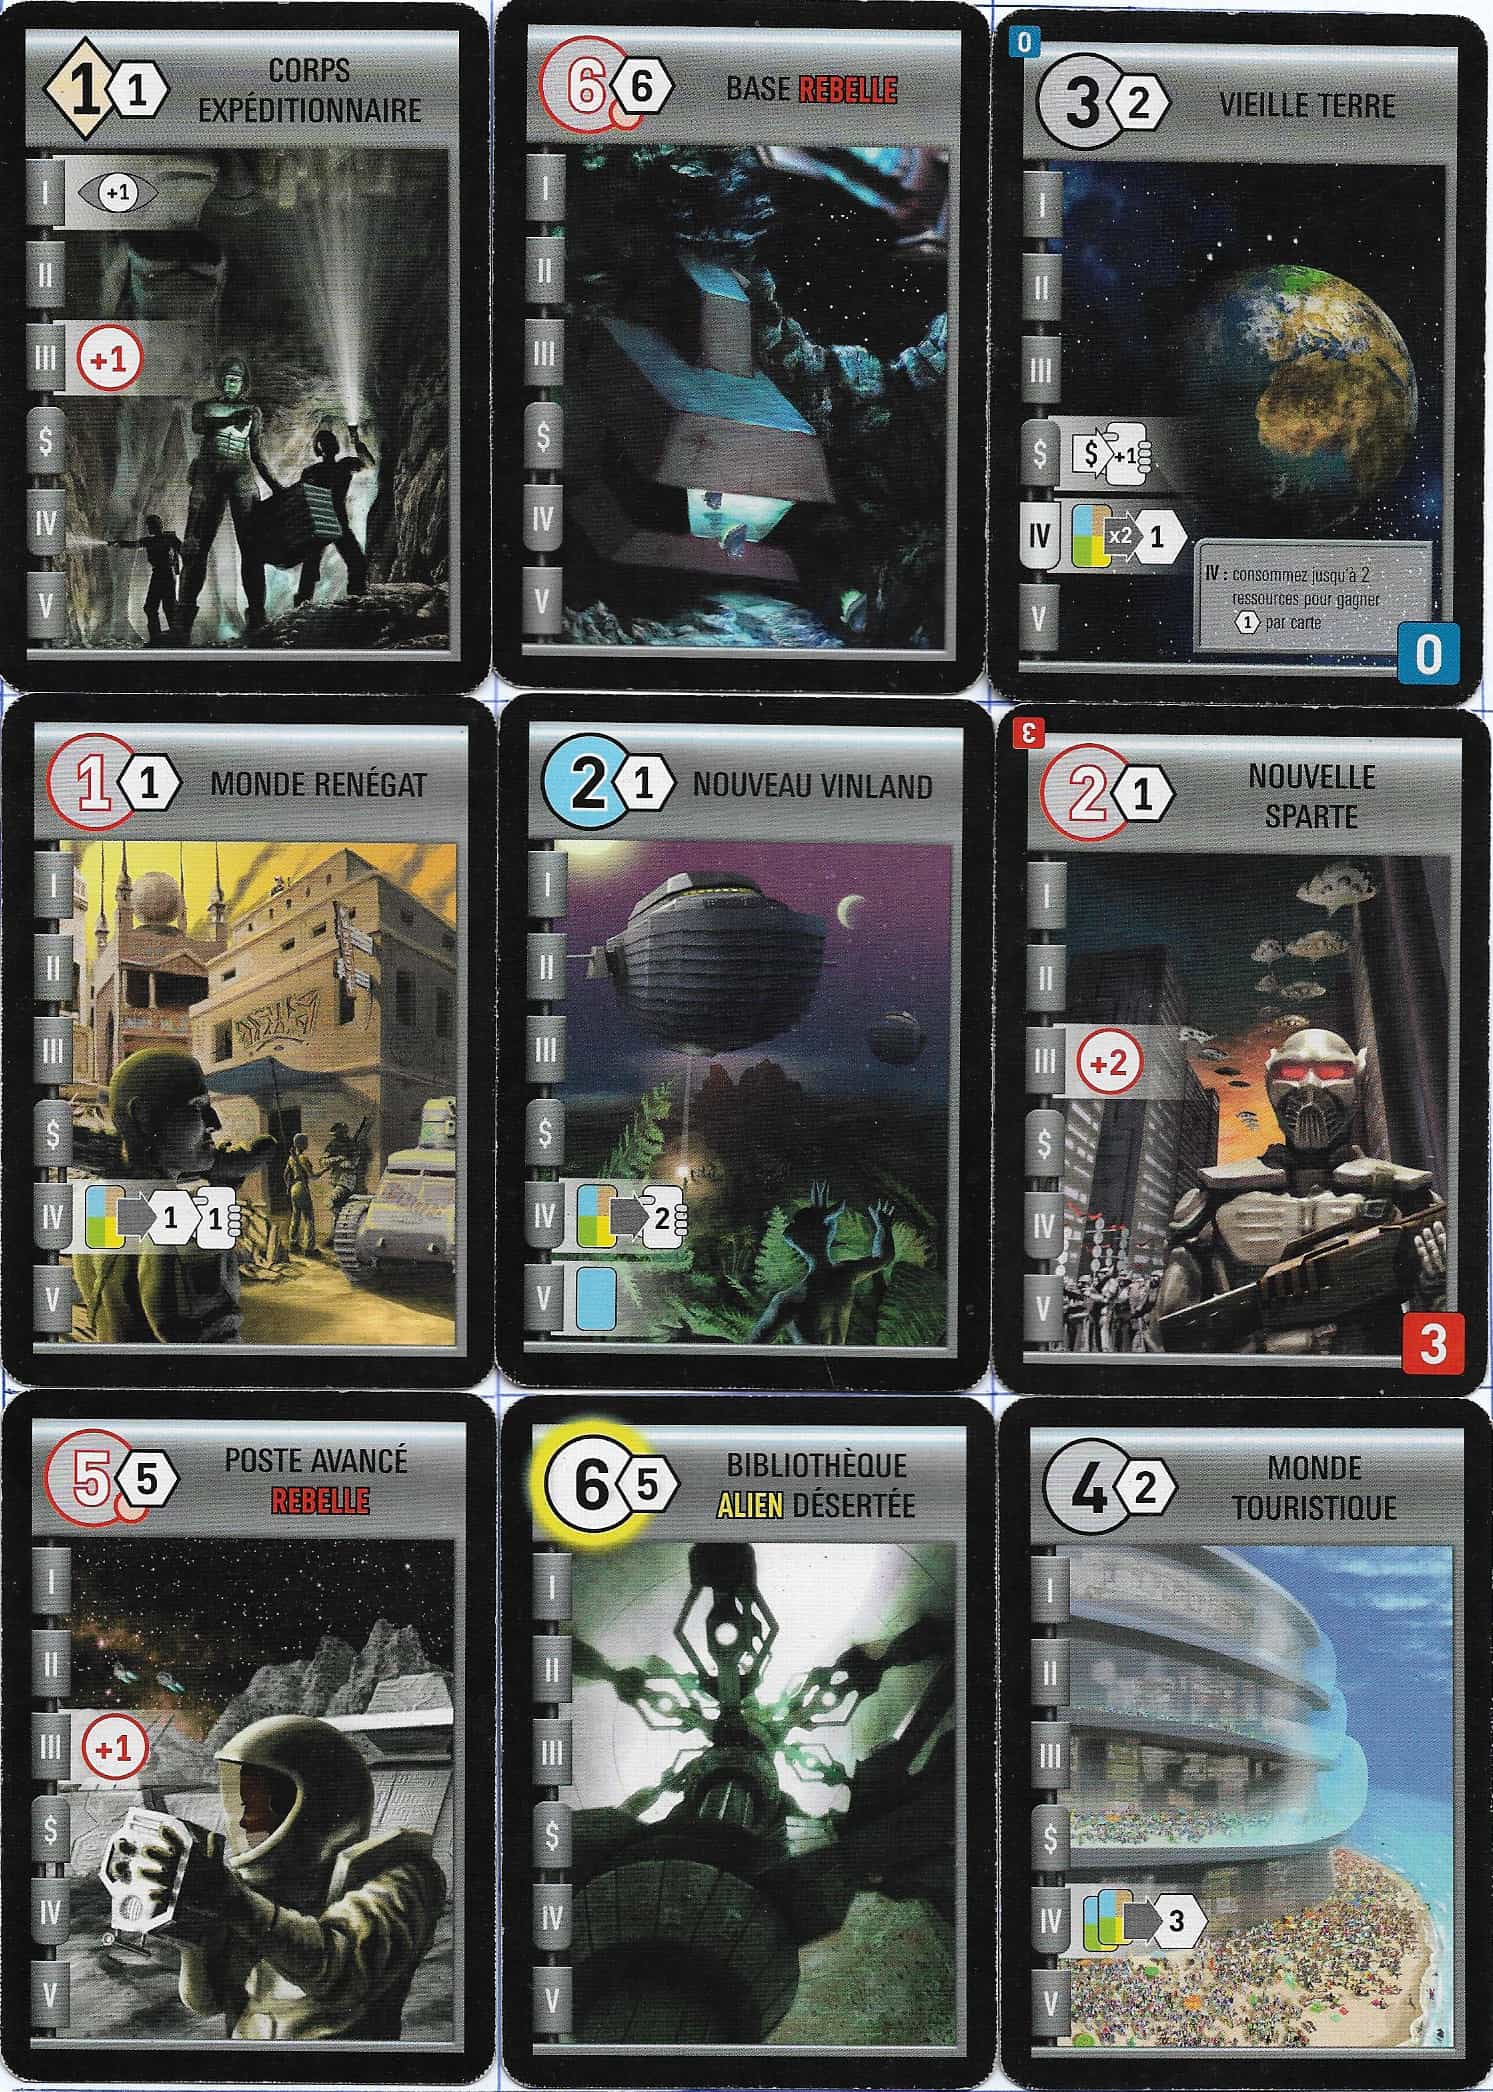 1 1 CORPS
EXPÉDITIONNAIRE
I +1
II
III +1
$
IV
V
6 6 BASE REBELLE
I
II
III
$
IV
V
0
3 2 VIEILLE TERRE
I
II
III
$ $ +1
IV x2 1
IV : consommez jusqu'à 2
ressources pour gagner
1 par carte
V
0
1 1 MONDE RENÉGAT
I
II
III
$
IV 1 1
V
2 1 NOUVEAU VINLAND
I
II
III
$
IV 2
V
3
2 1 NOUVELLE
SPARTE
I
II
III +2
$
IV
V
3
5 5 POSTE AVANCÉ
REBELLE
I
II
III +1
$
IV
V
6 5 BIBLIOTHÈQUE
ALIEN DÉSERTÉE
I
II
III
$
IV
V
4 2 MONDE
TOURISTIQUE
I
II
III
$
IV 3
V